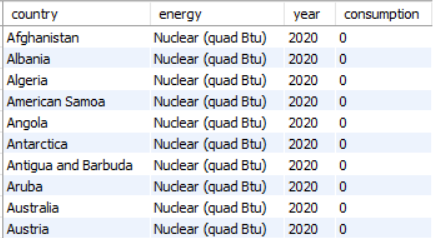 country energy year consumption
Afghanistan Nuclear (quad Btu) 2020 0
Albania Nuclear (quad Btu) 2020 0
Algeria Nuclear (quad Btu) 2020 0
American Samoa Nuclear (quad Btu) 2020 0
Angola Nuclear (quad Btu) 2020 0
Antarctica Nuclear (quad Btu) 2020 0
Antigua and Barbuda Nuclear (quad Btu) 2020 0
Aruba Nuclear (quad Btu) 2020 0
Australia Nuclear (quad Btu) 2020 0
Austria Nuclear (quad Btu) 2020 0